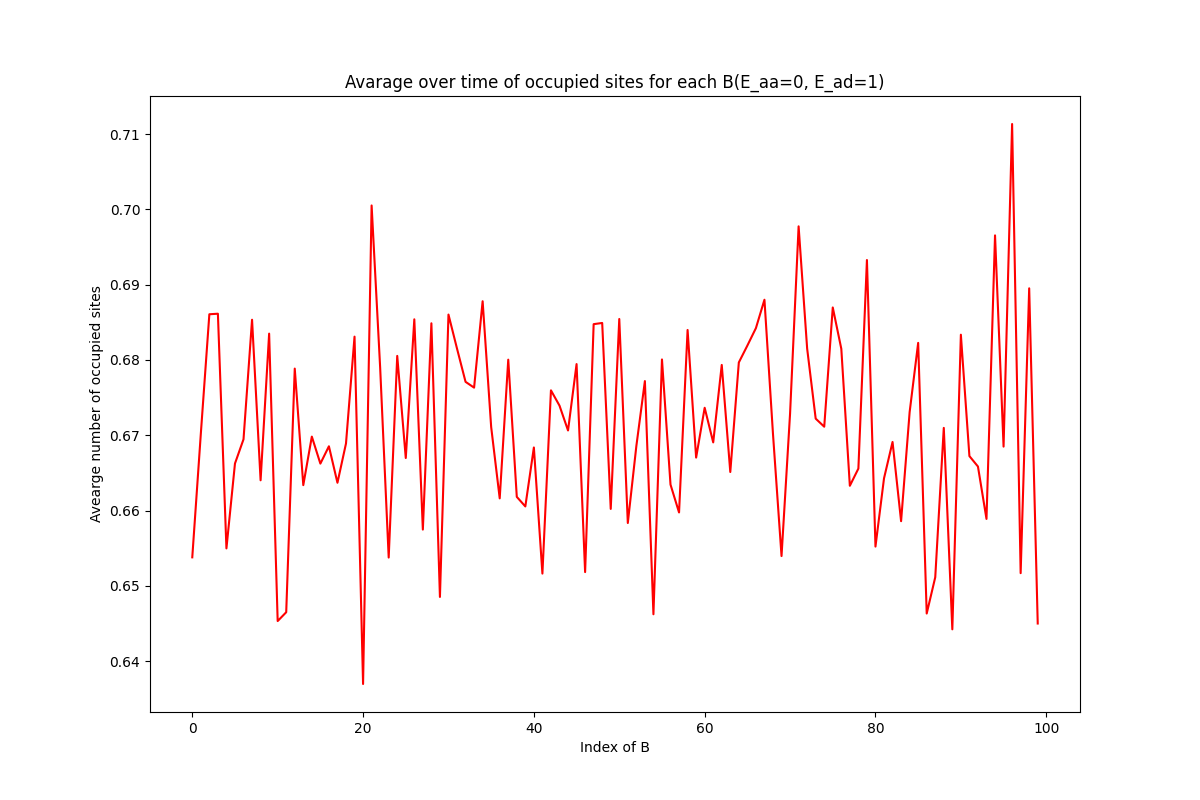 Avarage over time of occupied sites for each B(E_aa=0, E_ad=1)
0.71
0.70
0.69
0.68
0.67
0.66
0.65
0.64
Avearge number of occupied sites
0 20 40 60 80 100
Index of B